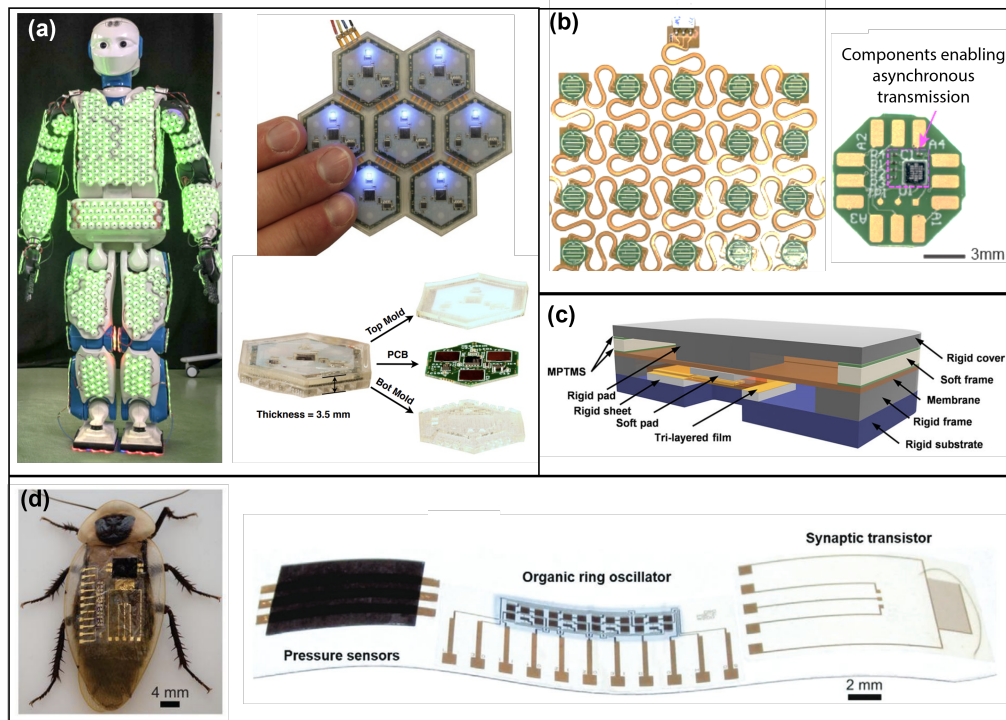 (a)
Top Mold
PCB
Bot Mold
Thickness = 3.5 mm
(b)
Components enabling
asynchronous
transmission
A2
A4
A3
A1
3mm
(c)
MPTMS
Rigid pad
Rigid sheet
Soft pad
Tri-layered film
Rigid cover
Soft frame
Membrane
Rigid frame
Rigid substrate
(d)
4 mm
Pressure sensors
Organic ring oscillator
Synaptic transistor
2 mm